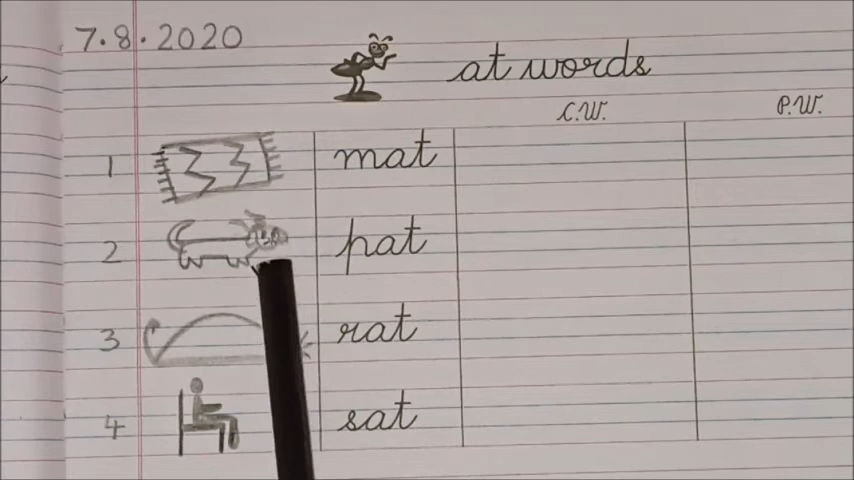 7.8.2020
at words
C.W. P.W.
1 mat
2 pat
3 rat
4 sat